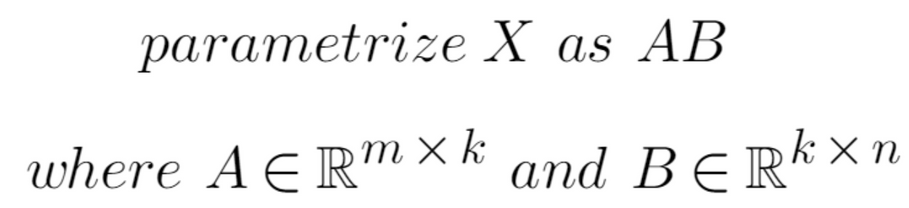 parametrize X as AB
where A ∈ ℝ^{m × k} and B ∈ ℝ^{k × n}